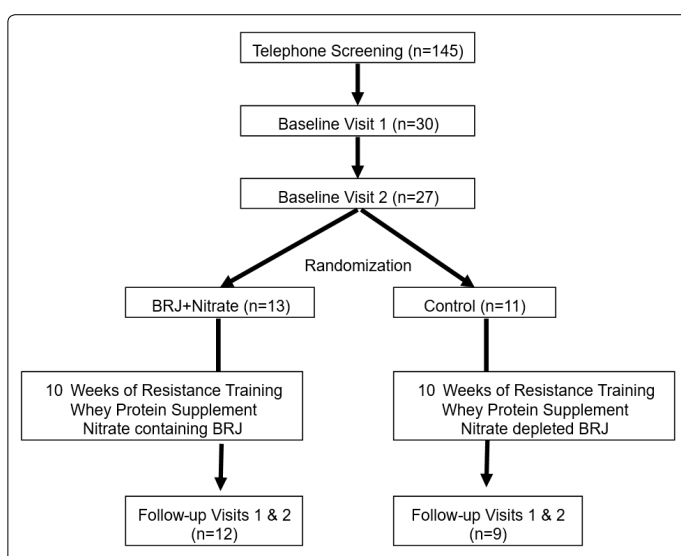 Telephone Screening (n=145)
Baseline Visit 1 (n=30)
Baseline Visit 2 (n=27)
Randomization
BRJ+Nitrate (n=13)
Control (n=11)
10 Weeks of Resistance Training
Whey Protein Supplement
Nitrate containing BRJ
10 Weeks of Resistance Training
Whey Protein Supplement
Nitrate depleted BRJ
Follow-up Visits 1 & 2
(n=12)
Follow-up Visits 1 & 2
(n=9)